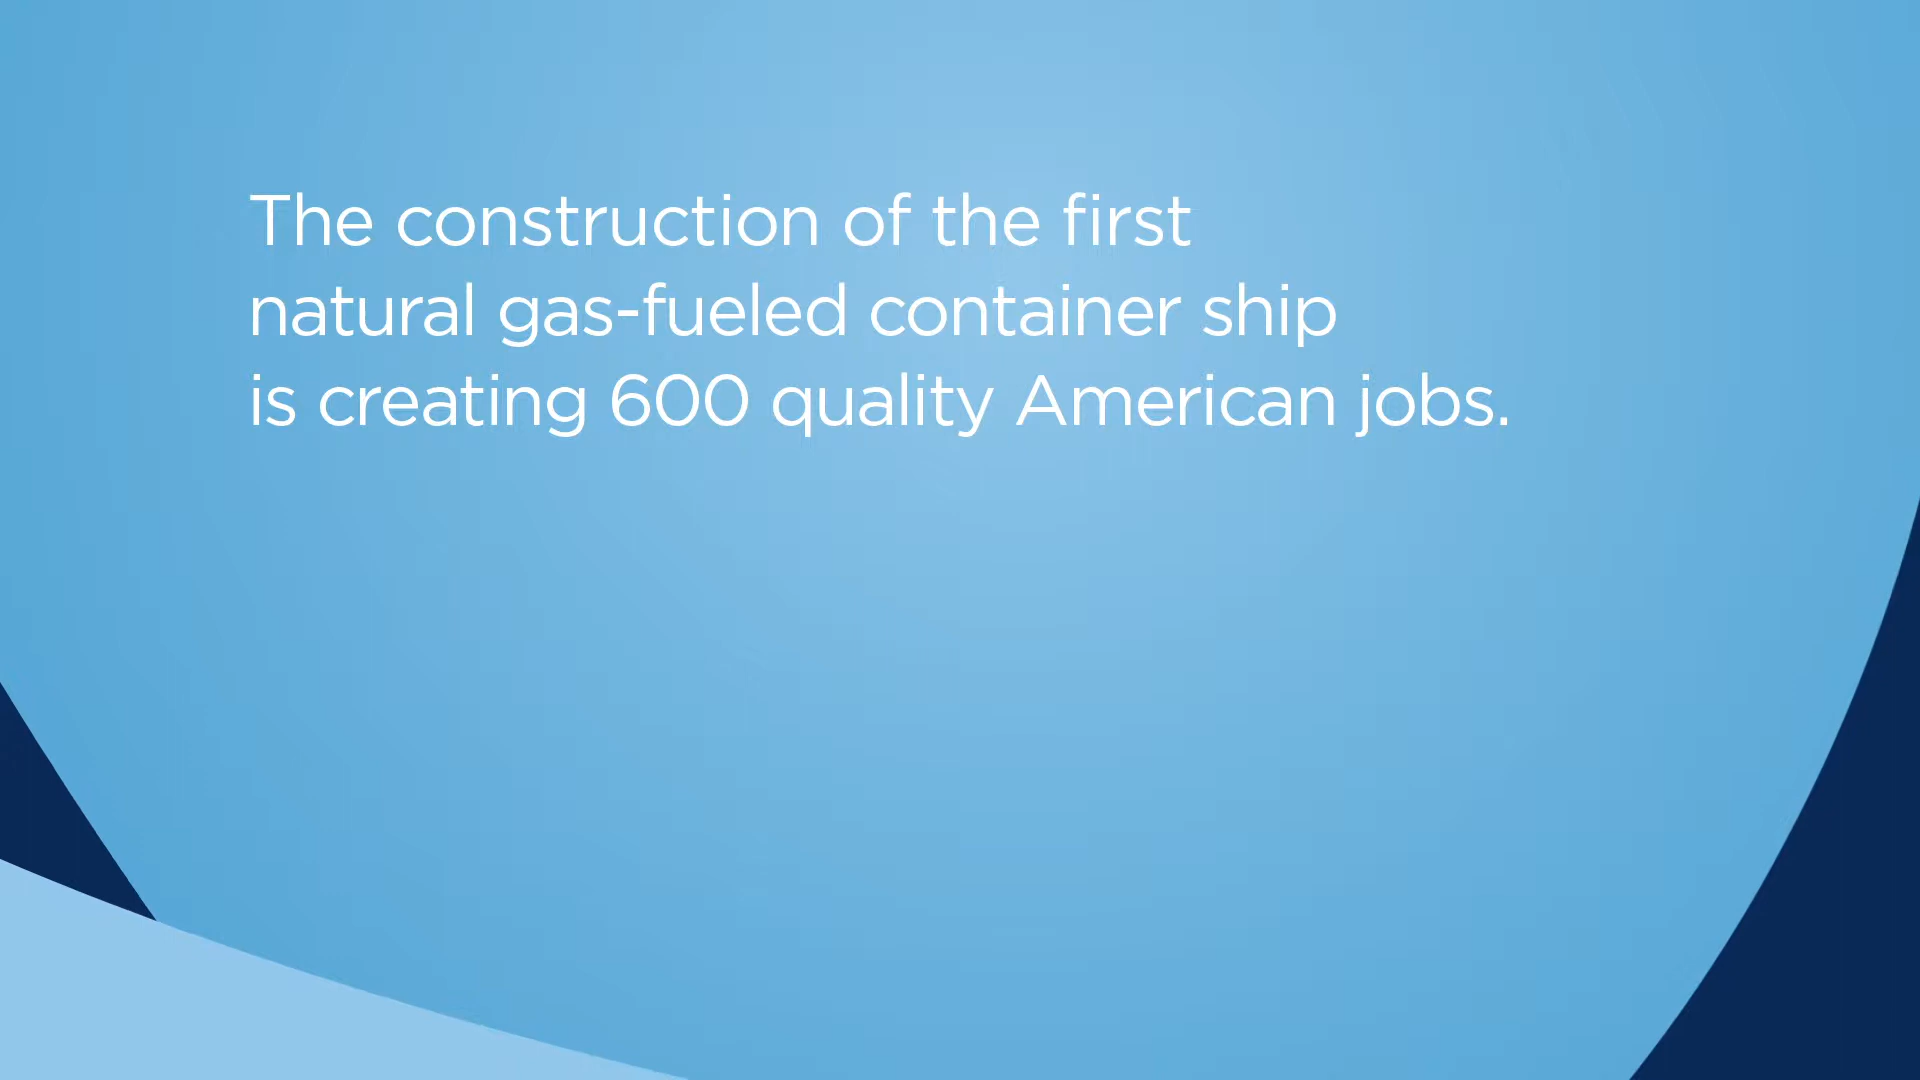 The construction of the first
natural gas-fueled container ship
is creating 600 quality American jobs.